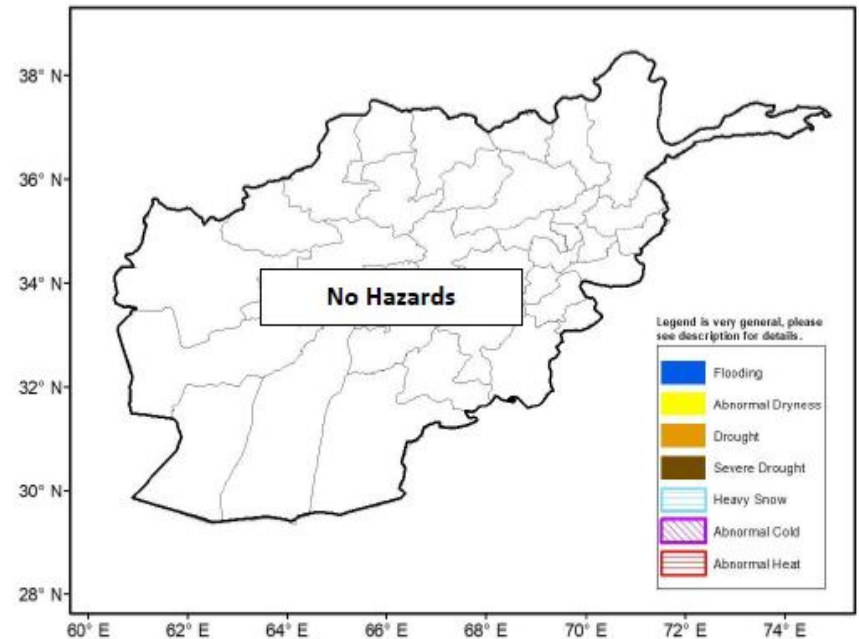 38° N
36° N
34° N
No Hazards
Legend is very general, please
see description for details.
Flooding
32° N
Abnormal Dryness
Drought
Severe Drought
30° N
Heavy Snow
Abnormal Cold
Abnormal Heat
28° N
60° E 62° E 64° E 66° E 68° E 70° E 72° E 74° E